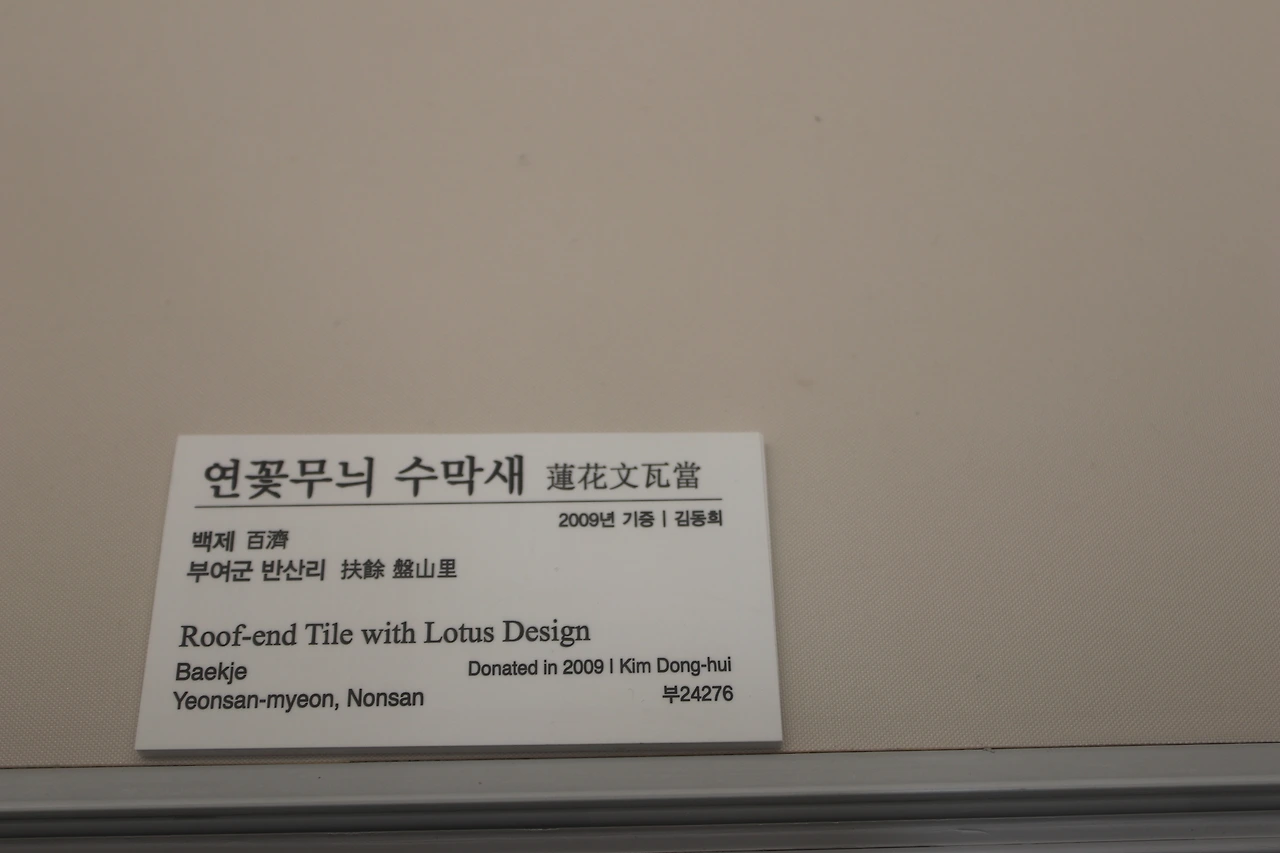 연꽃무늬 수막새 蓮花文瓦當
2009년 기증 | 김동희
백제 百濟
부여군 반산리 扶餘 盤山里
Roof-end Tile with Lotus Design
Baekje Donated in 2009 | Kim Dong-hui
Yeonsan-myeon, Nonsan 부24276